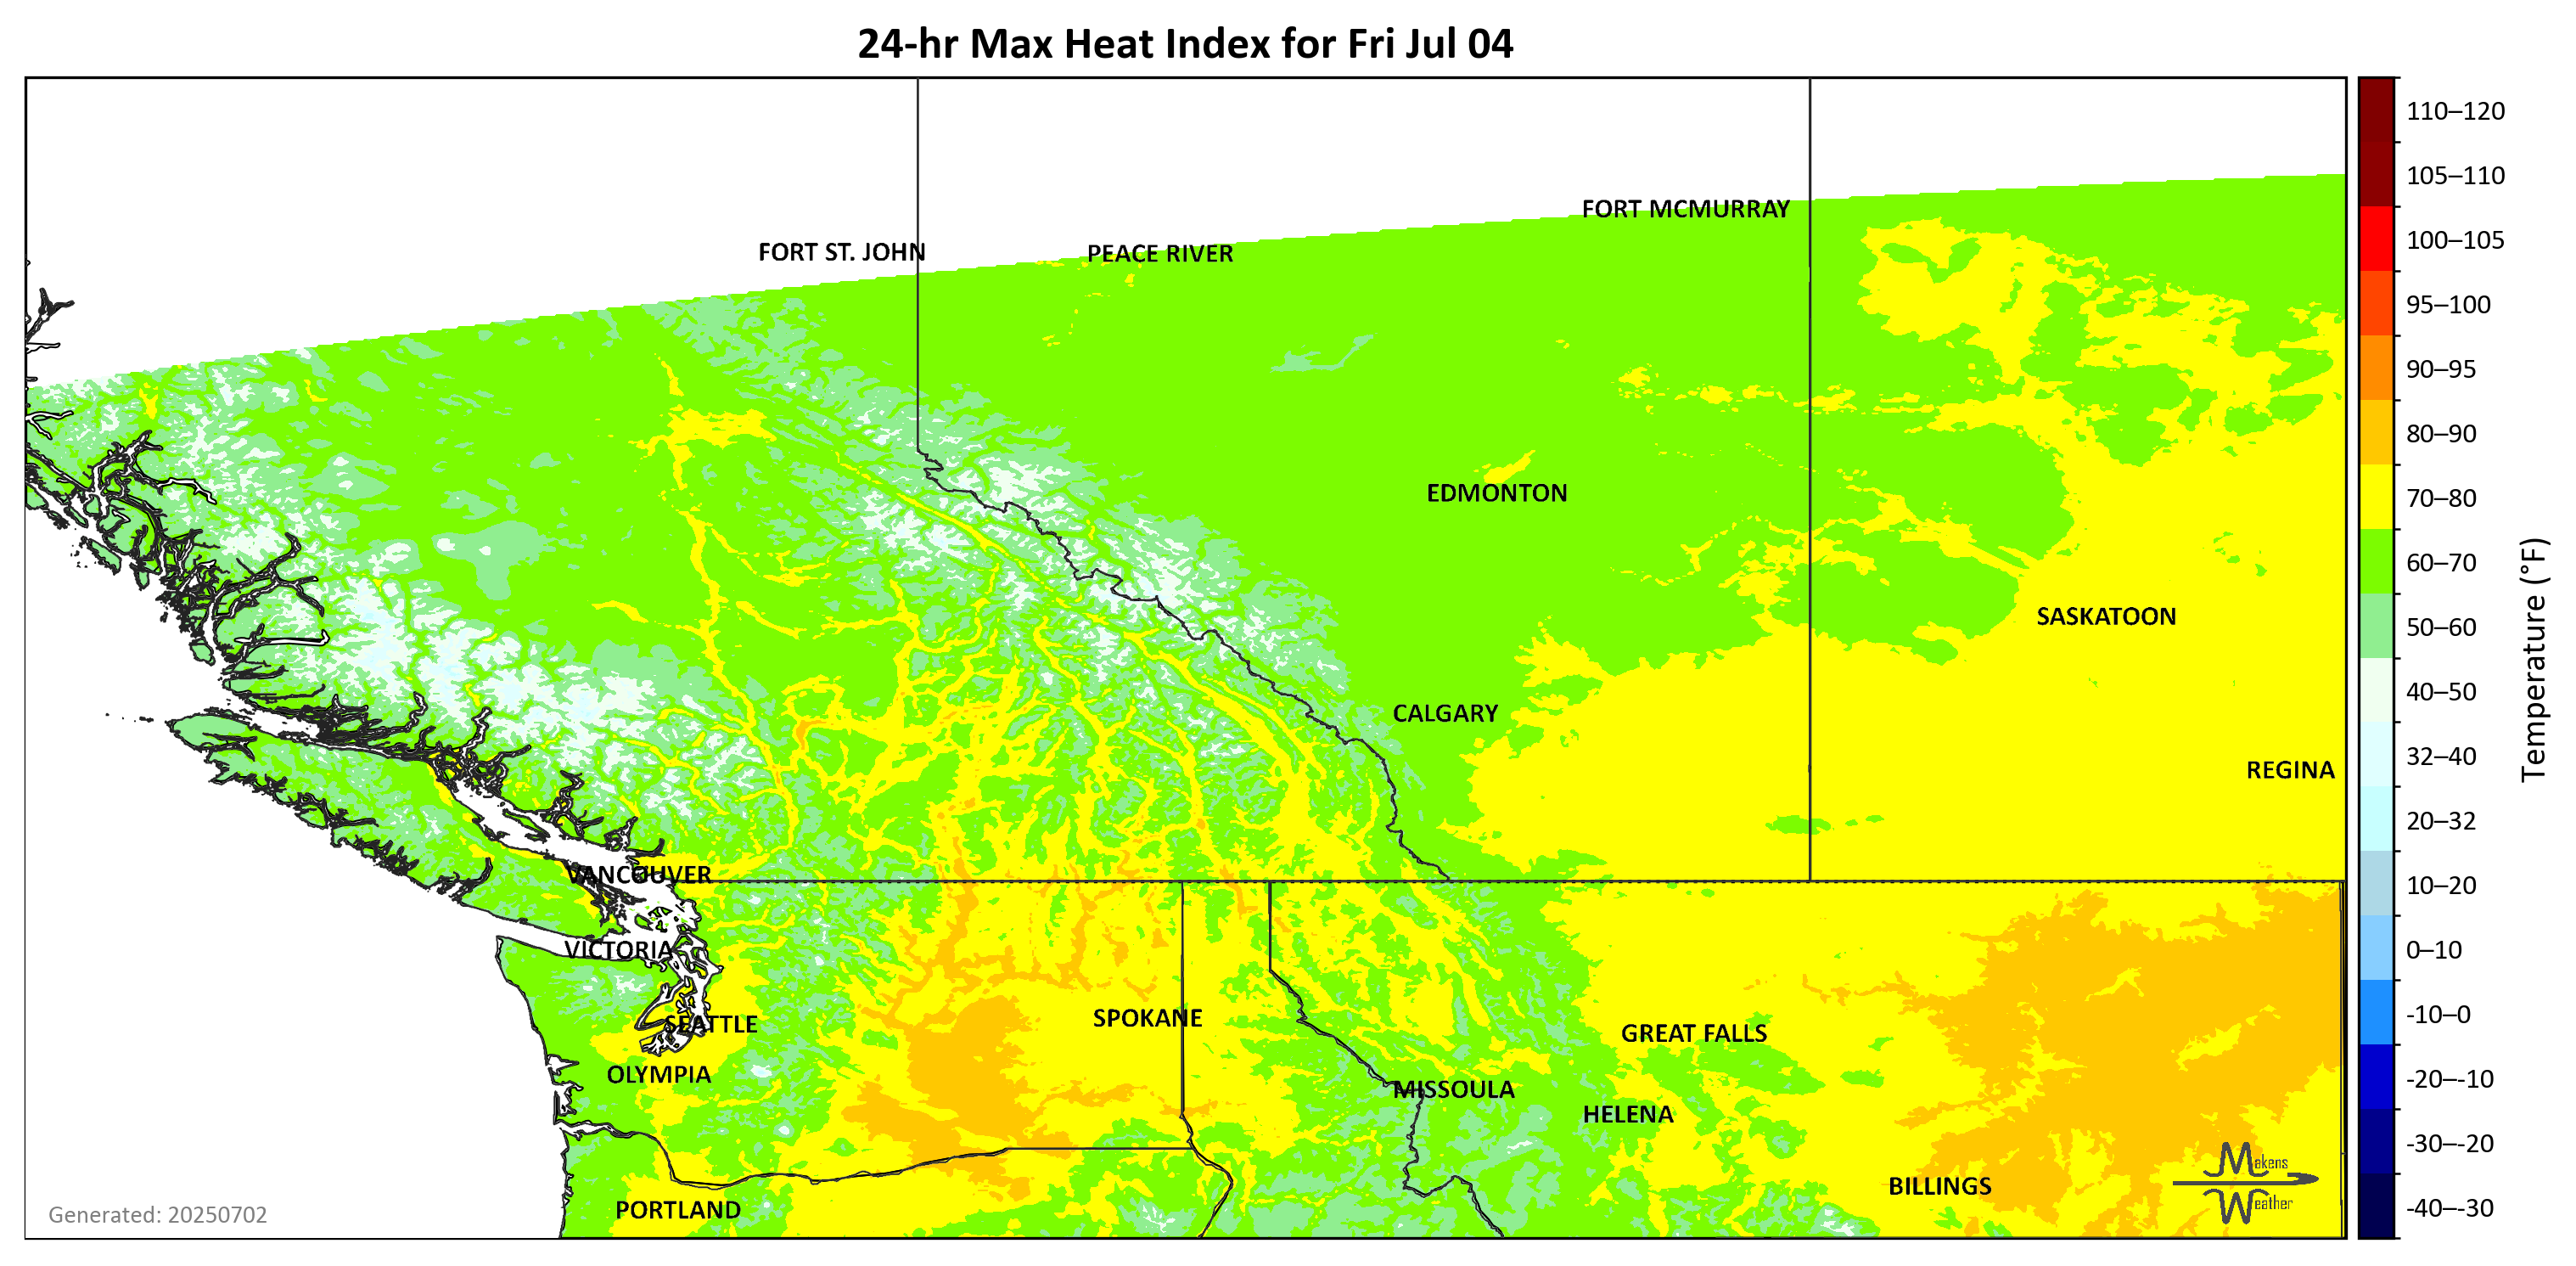 24-hr Max Heat Index for Fri Jul 04
FORT MCMURRAY
FORT ST. JOHN
PEACE RIVER
EDMONTON
SASKATOON
CALGARY
REGINA
VANCOUVER
VICTORIA
SEATTLE
SPOKANE
GREAT FALLS
OLYMPIA
MISSOULA
HELENA
BILLINGS
PORTLAND
Generated: 20250702
Makens
Weather
110–120
105–110
100–105
95–100
90–95
80–90
70–80
60–70
50–60
40–50
32–40
20–32
10–20
0–10
-10–0
-20–-10
-30–-20
-40–-30
Temperature (°F)